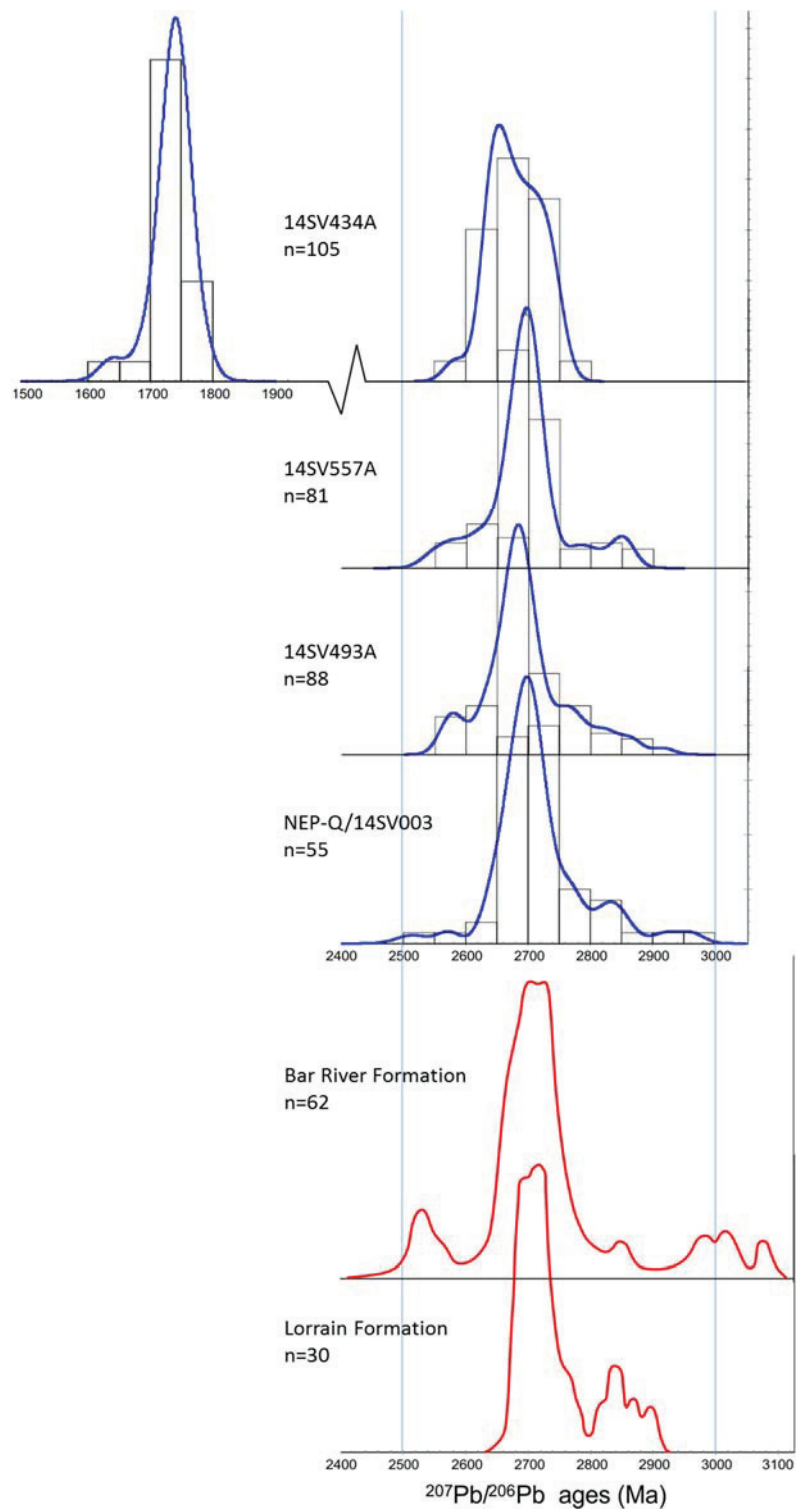 14SV434A
n=105
1500 1600 1700 1800 1900
14SV557A
n=81
14SV493A
n=88
NEP-Q/14SV003
n=55
2400 2500 2600 2700 2800 2900 3000
Bar River Formation
n=62
Lorrain Formation
n=30
2400 2500 2600 2700 2800 2900 3000 3100
²⁰⁷Pb/²⁰⁶Pb ages (Ma)